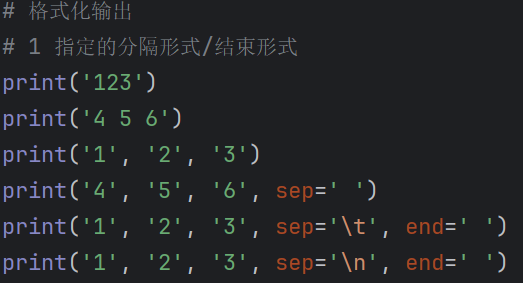 # 格式化输出
# 1 指定的分隔形式/结束形式
print('123')
print('4 5 6')
print('1', '2', '3')
print('4', '5', '6', sep=' ')
print('1', '2', '3', sep='\t', end=' ')
print('1', '2', '3', sep='\n', end=' ')